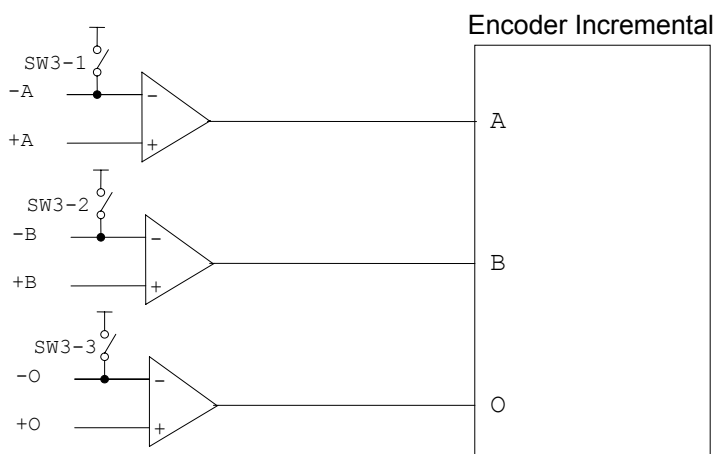 Encoder Incremental
SW3-1
-A
-
+A
+
A
SW3-2
-B
-
+B
+
B
SW3-3
-O
-
+O
+
O